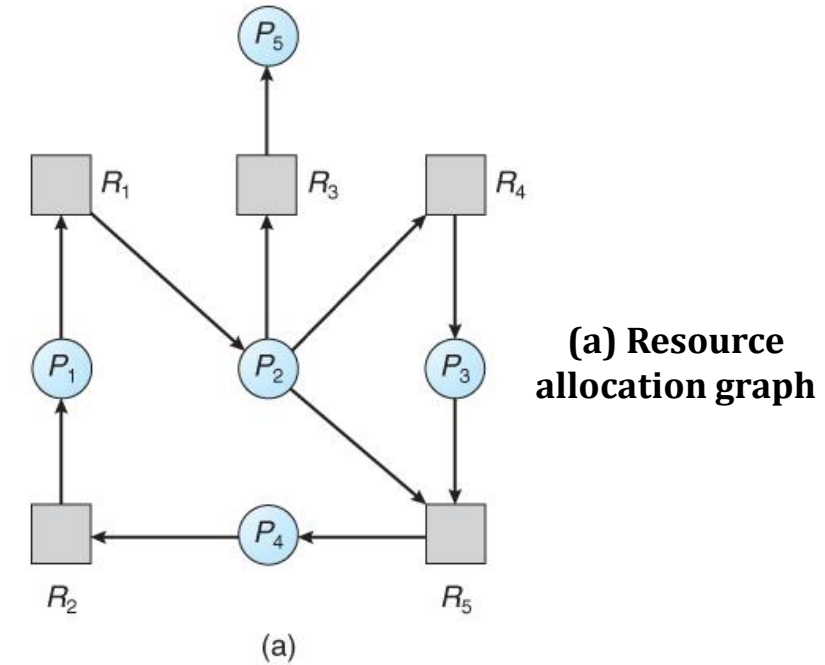 P5
R1
R3
R4
P1
P2
P3
(a) Resource
allocation graph
P4
R2
R5
(a)